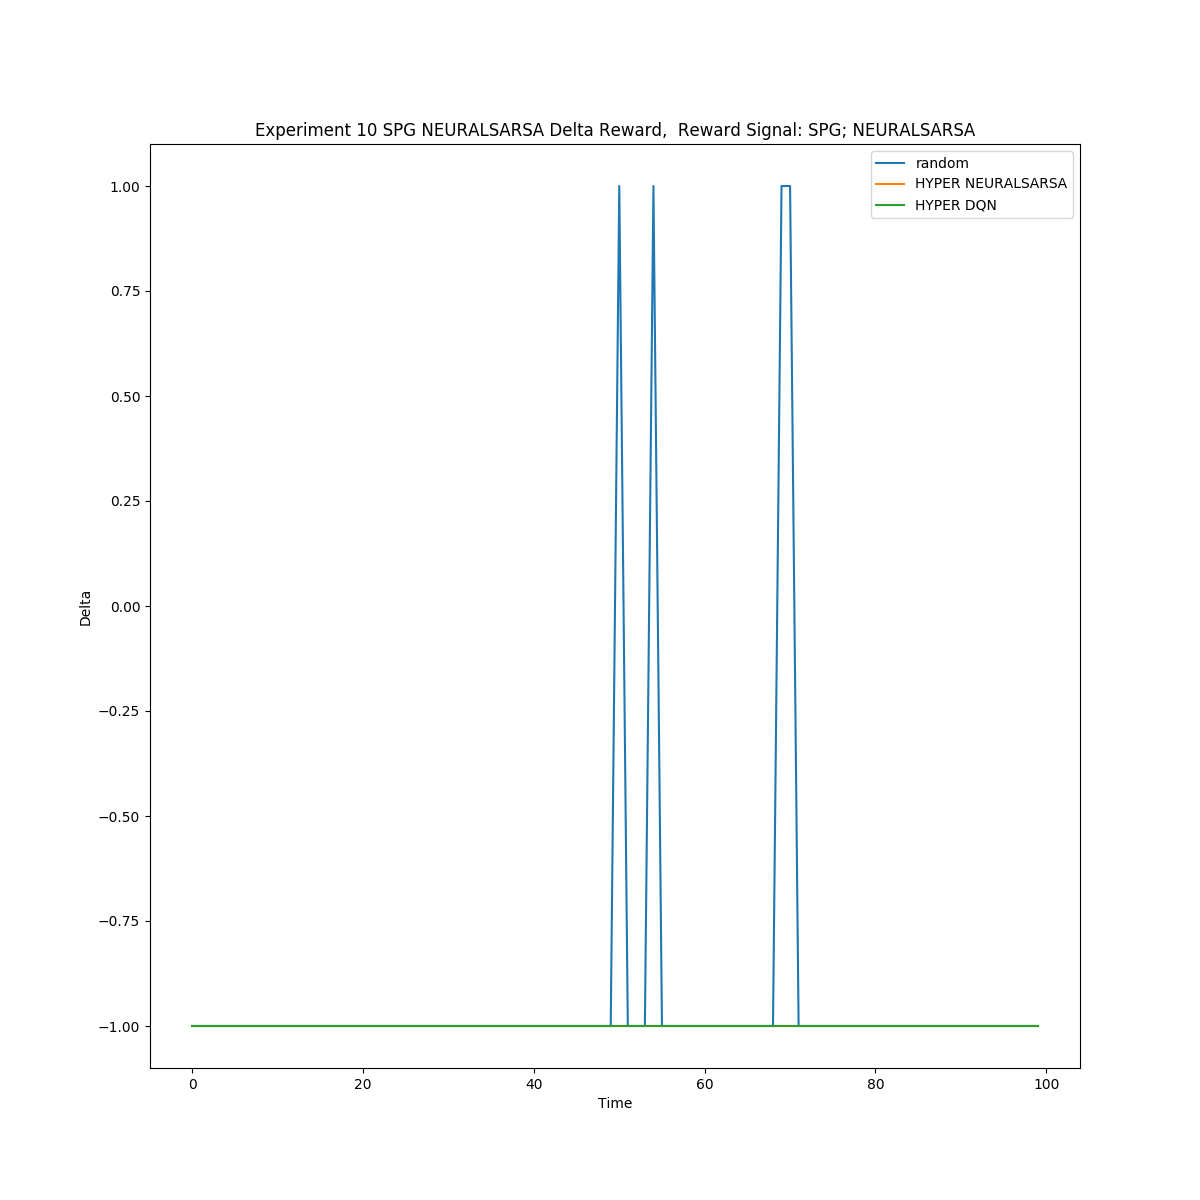 Experiment 10 SPG NEURALSARSA Delta Reward,  Reward Signal: SPG; NEURALSARSA
random
HYPER NEURALSARSA
HYPER DQN
1.00
0.75
0.50
0.25
0.00
−0.25
−0.50
−0.75
−1.00
Delta
0 20 40 60 80 100
Time